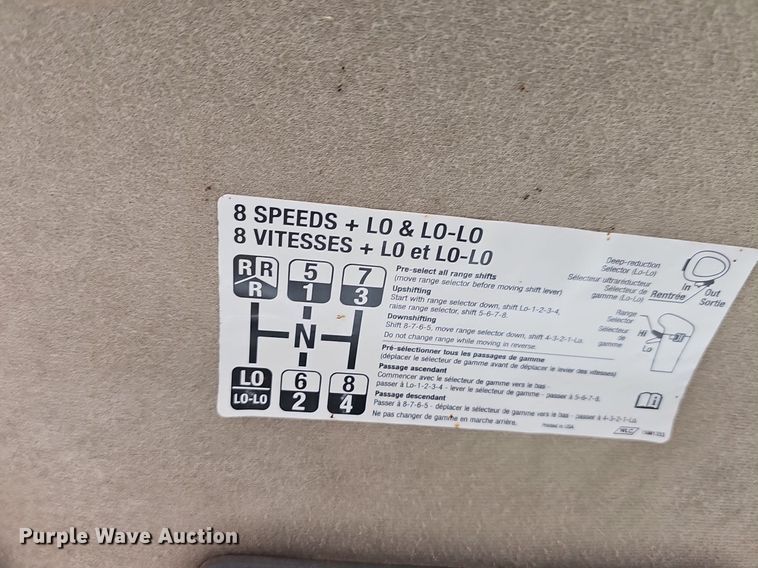 8 SPEEDS + LO & LO-LO
8 VITESSES + LO et LO-LO
R R R
5 1
7 3
N
LO LO-LO
6 2
8 4
Pre-select all range shifts
(move range selector before moving shift lever)
Upshifting
Start with range selector down, shift Lo-1-2-3-4,
raise range selector, shift 5-6-7-8.
Downshifting
Shift 8-7-6-5, move range selector down, shift 4-3-2-1-Lo.
Do not change range while moving in reverse.
Pré-sélectionner tous les passages de gamme
(déplacer le sélecteur de gamme avant de déplacer le levier des vitesses)
Passage ascendant
Commencer avec le sélecteur de gamme vers le bas -
passer à Lo-1-2-3-4 - lever le sélecteur de gamme - passer à 5-6-7-8.
Passage descendant
Passer à 8-7-6-5 - déplacer le sélecteur de gamme vers le bas - passer à 4-3-2-1-Lo.
Ne pas changer de gamme en marche arrière.
Deep-reduction
Selector (Lo-Lo)
Sélecteur ultraréducteur
Sélecteur de
gamme (Lo-Lo)
In
Rentrée
Out
Sortie
Range
Selector
Sélecteur
de
gamme
Hi
Lo
Printed in USA
WLC
Purple Wave Auction